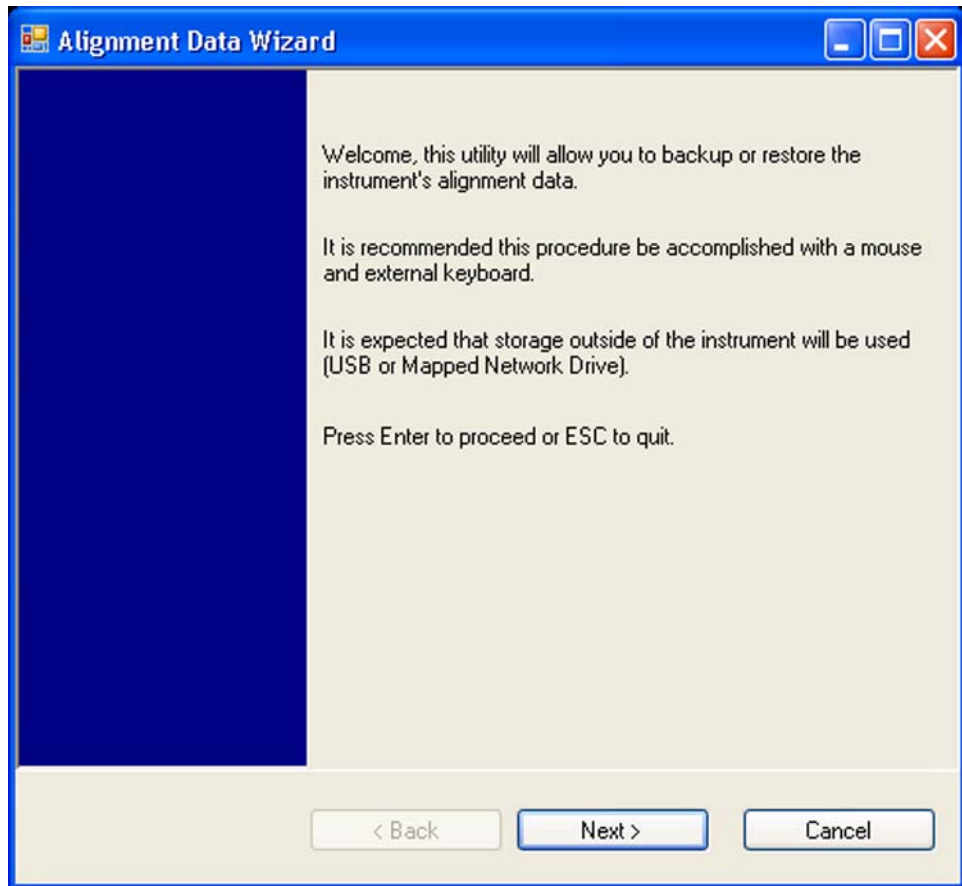 Alignment Data Wizard
Welcome, this utility will allow you to backup or restore the
instrument's alignment data.
It is recommended this procedure be accomplished with a mouse
and external keyboard.
It is expected that storage outside of the instrument will be used
(USB or Mapped Network Drive).
Press Enter to proceed or ESC to quit.
< Back
Next >
Cancel